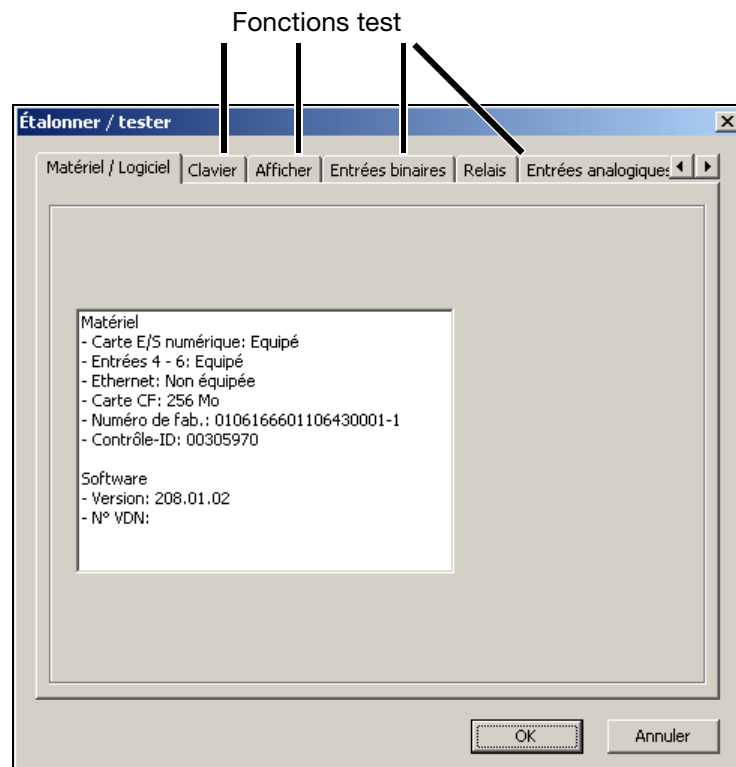 Fonctions test
Étalonner / tester
Matériel / Logiciel Clavier Afficher Entrées binaires Relais Entrées analogiques
Matériel
- Carte E/S numérique: Equipé
- Entrées 4 - 6: Equipé
- Ethernet: Non équipée
- Carte CF: 256 Mo
- Numéro de fab.: 0106166601106430001-1
- Contrôle-ID: 00305970
Software
- Version: 208.01.02
- N° VDN:
OK Annuler